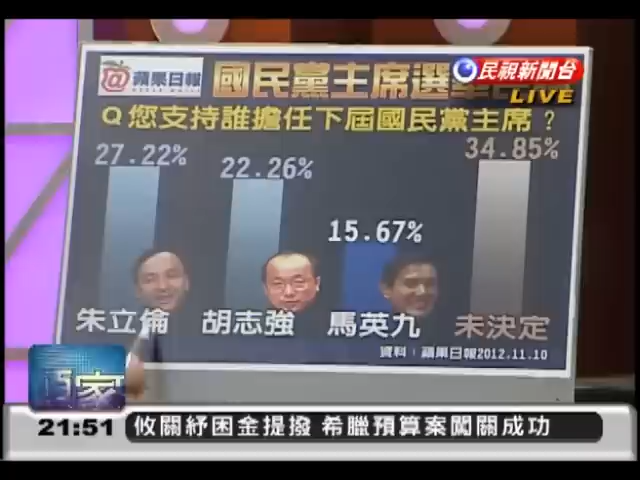 蘋果日報
國民黨主席選舉
民視新聞台
LIVE
Q您支持誰擔任下屆國民黨主席？
27.22%
22.26%
15.67%
34.85%
朱立倫
胡志強
馬英九
未決定
資料：蘋果日報2012.11.10
21:51
攸關紓困金提撥 希臘預算案闖關成功